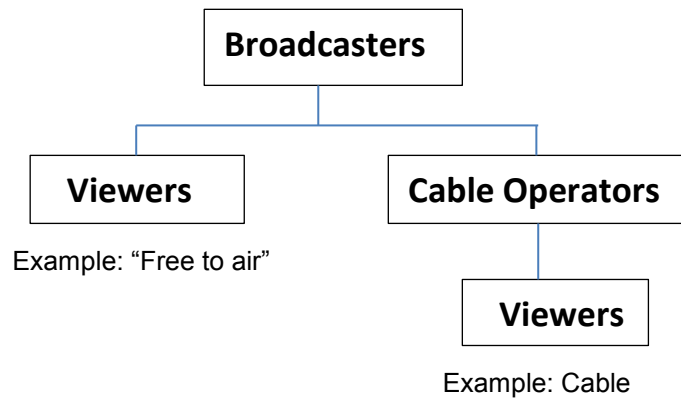 Broadcasters
Viewers
Cable Operators
Example: “Free to air”
Viewers
Example: Cable